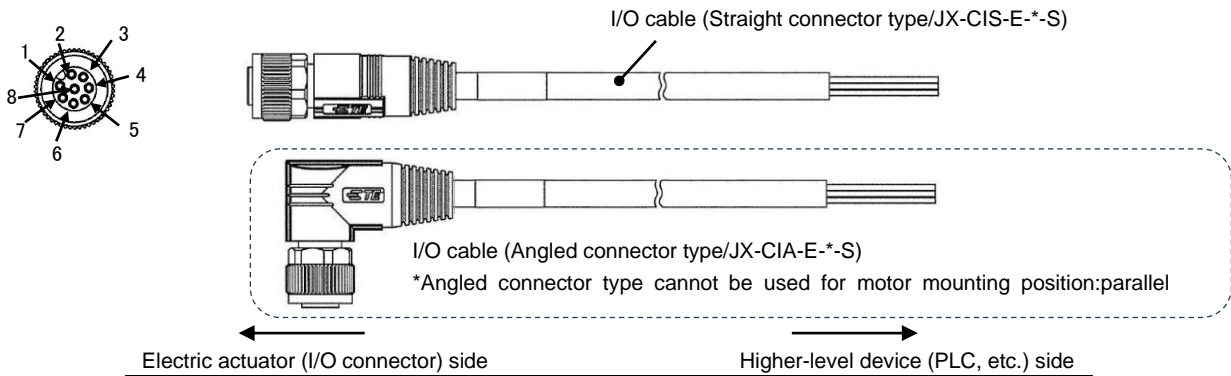 I/O cable (Straight connector type/JX-CIS-E-*-S)
1 2 3
4
8
7 5
6
TE
TE
I/O cable (Angled connector type/JX-CIA-E-*-S)
*Angled connector type cannot be used for motor mounting position:parallel
Electric actuator (I/O connector) side Higher-level device (PLC, etc.) side